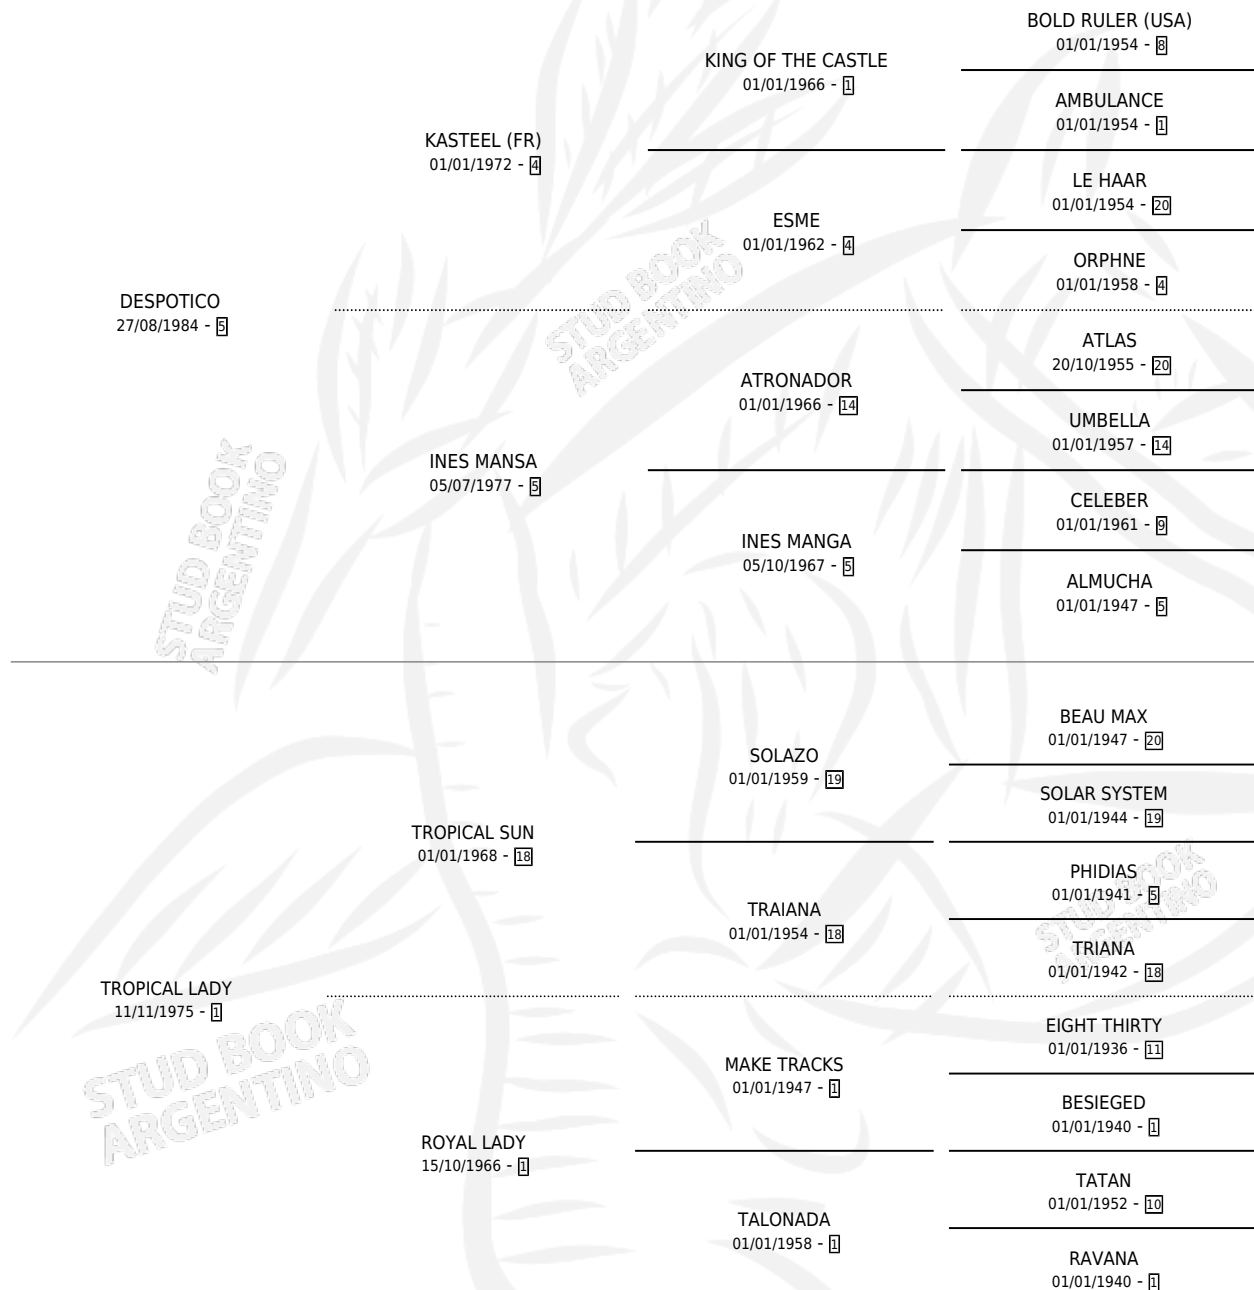 BOLD RULER (USA)
01/01/1954 - 8
KING OF THE CASTLE
01/01/1966 - 1
AMBULANCE
01/01/1954 - 1
KASTEEL (FR)
01/01/1972 - 4
LE HAAR
01/01/1954 - 20
ESME
01/01/1962 - 4
ORPHNE
01/01/1958 - 4
DESPOTICO
27/08/1984 - 5
ATLAS
20/10/1955 - 20
ATRONADOR
01/01/1966 - 14
UMBELLA
01/01/1957 - 14
INES MANSA
05/07/1977 - 5
CELEBER
01/01/1961 - 9
INES MANGA
05/10/1967 - 5
ALMUCHA
01/01/1947 - 5
BEAU MAX
01/01/1947 - 20
SOLAZO
01/01/1959 - 19
SOLAR SYSTEM
01/01/1944 - 19
TROPICAL SUN
01/01/1968 - 18
PHIDIAS
01/01/1941 - 5
TRAIANA
01/01/1954 - 18
TRIANA
01/01/1942 - 18
TROPICAL LADY
11/11/1975 - 1
EIGHT THIRTY
01/01/1936 - 11
MAKE TRACKS
01/01/1947 - 1
BESIEGED
01/01/1940 - 1
ROYAL LADY
15/10/1966 - 1
TATAN
01/01/1952 - 10
TALONADA
01/01/1958 - 1
RAVANA
01/01/1940 - 1
STUD BOOK
ARGENTINO
STUD BOOK
ARGENTINO
STUD BOOK
ARGENTINO
STUD BOOK
ARGENTINO